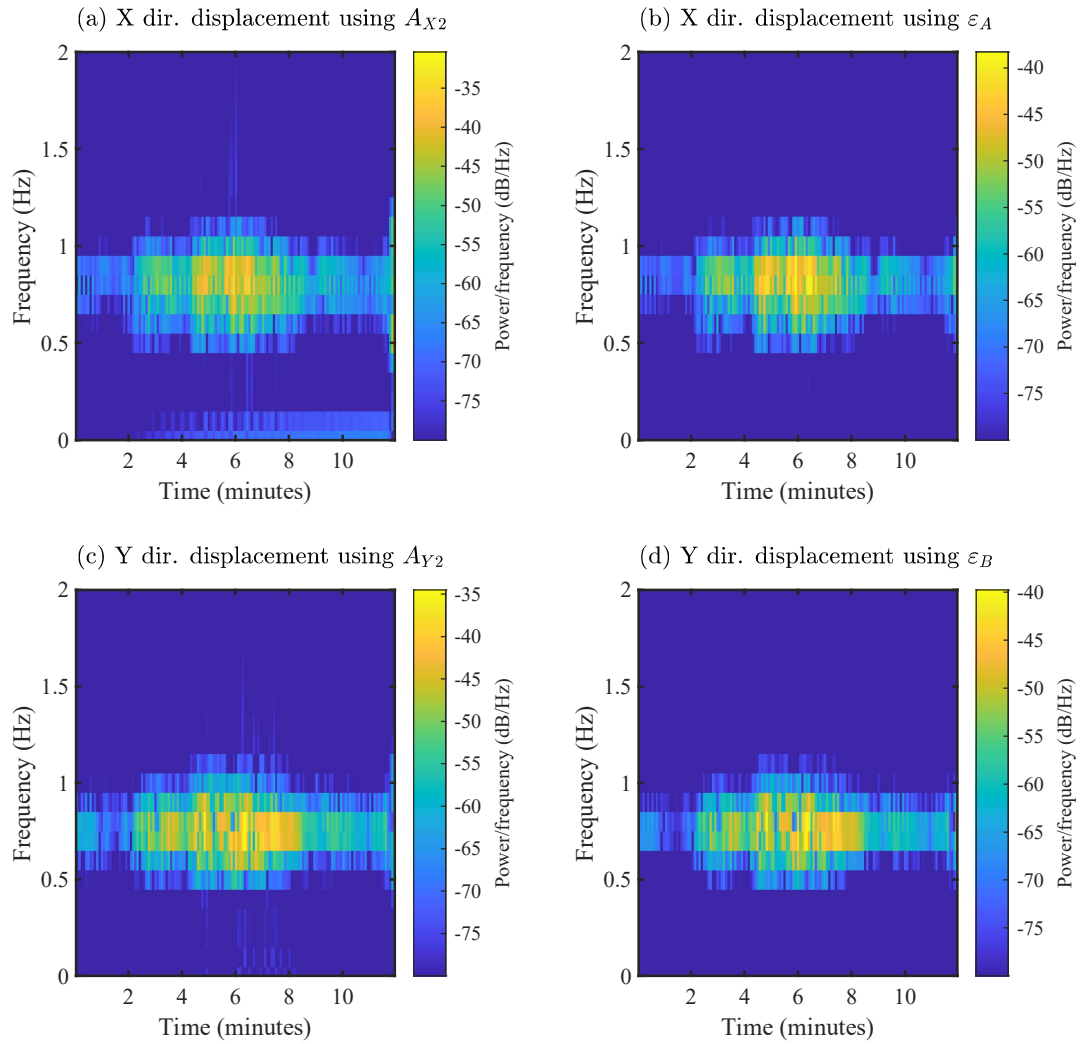 (a) X dir. displacement using A_{X2}
(b) X dir. displacement using ε_A
2
1.5
1
0.5
0
Frequency (Hz)
2 4 6 8 10
Time (minutes)
-35
-40
-45
-50
-55
-60
-65
-70
-75
Power/frequency (dB/Hz)
2
1.5
1
0.5
0
Frequency (Hz)
2 4 6 8 10
Time (minutes)
-40
-45
-50
-55
-60
-65
-70
-75
Power/frequency (dB/Hz)
(c) Y dir. displacement using A_{Y2}
(d) Y dir. displacement using ε_B
2
1.5
1
0.5
0
Frequency (Hz)
2 4 6 8 10
Time (minutes)
-35
-40
-45
-50
-55
-60
-65
-70
-75
Power/frequency (dB/Hz)
2
1.5
1
0.5
0
Frequency (Hz)
2 4 6 8 10
Time (minutes)
-40
-45
-50
-55
-60
-65
-70
-75
Power/frequency (dB/Hz)